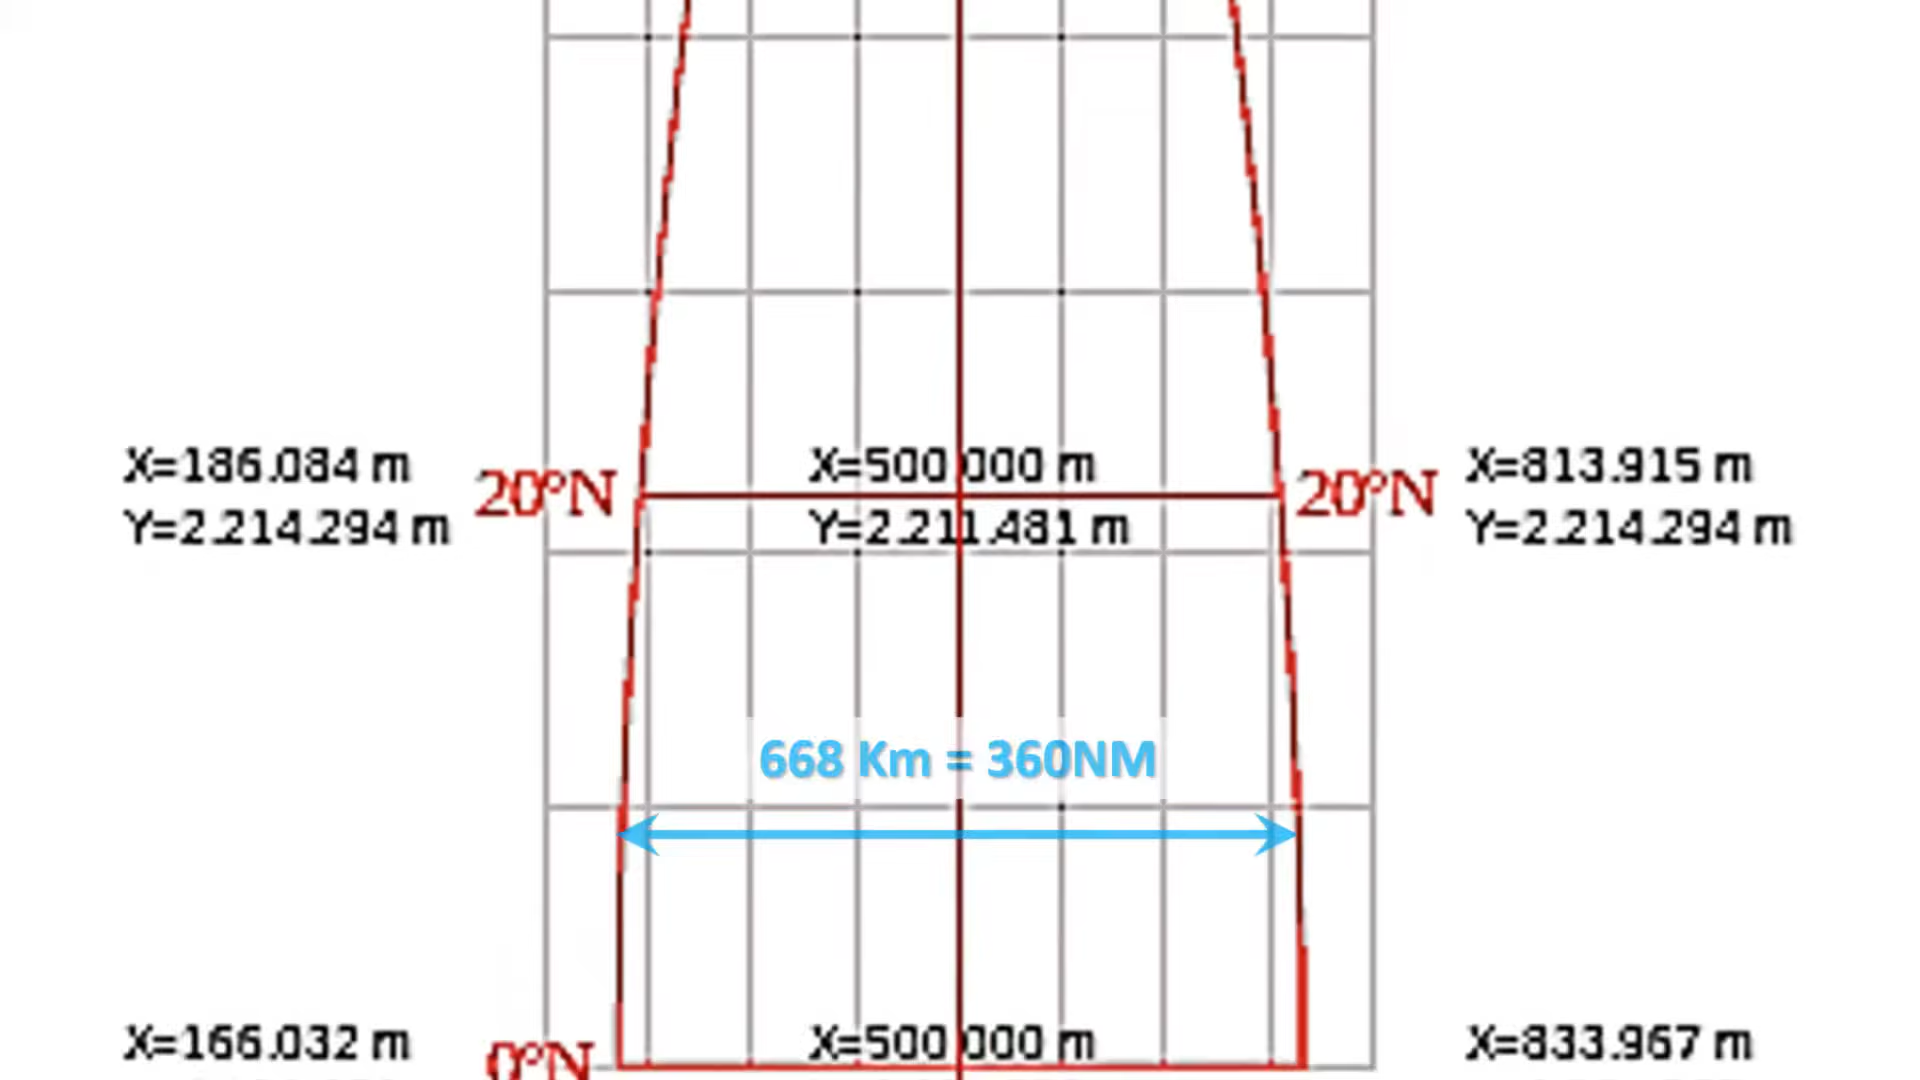 X=186.084 m
Y=2.214.294 m
20°N
X=500.000 m
Y=2.211.481 m
20°N
X=813.915 m
Y=2.214.294 m
668 Km = 360NM
X=166.032 m
0°N
X=500.000 m
X=833.967 m